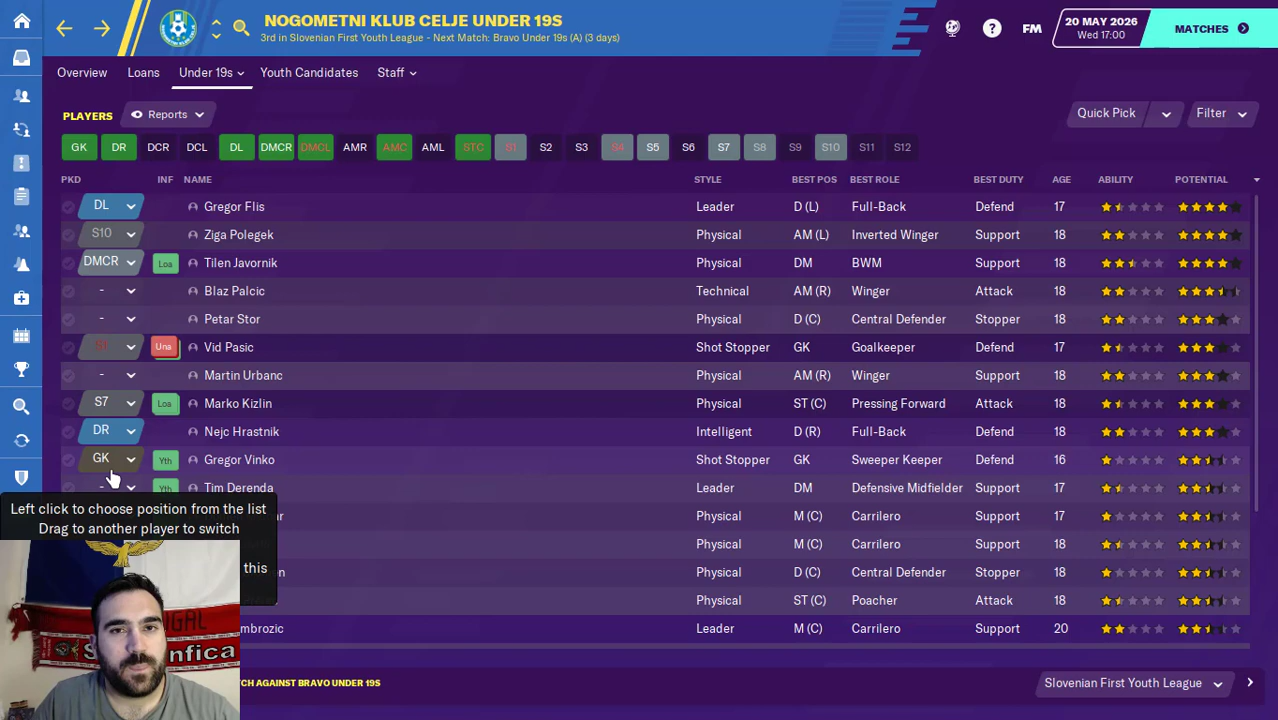 NOGOMETNI KLUB CELJE UNDER 19S
3rd in Slovenian First Youth League - Next Match: Bravo Under 19s (A) (3 days)
? FM 20 MAY 2026
Wed 17:00 MATCHES
Overview Loans Under 19s Youth Candidates Staff
PLAYERS Reports Quick Pick Filter
GK DR DCR DCL DL DMCR DMCL AMR AMC AML STC S1 S2 S3 S4 S5 S6 S7 S8 S9 S10 S11 S12
PKD INF NAME STYLE BEST POS BEST ROLE BEST DUTY AGE ABILITY POTENTIAL
DL Gregor Flis Leader D (L) Full-Back Defend 17
S10 Ziga Polegek Physical AM (L) Inverted Winger Support 18
DMCR Loa Tilen Javornik Physical DM BWM Support 18
- Blaz Palcic Technical AM (R) Winger Attack 18
- Petar Stor Physical D (C) Central Defender Stopper 18
S1 Una Vid Pasic Shot Stopper GK Goalkeeper Defend 17
- Martin Urbanc Physical AM (R) Winger Support 18
S7 Loa Marko Kizlin Physical ST (C) Pressing Forward Attack 18
DR Nejc Hrastnik Intelligent D (R) Full-Back Defend 18
GK Yth Gregor Vinko Shot Stopper GK Sweeper Keeper Defend 16
- Yth Tim Derenda Leader DM Defensive Midfielder Support 17
Physical M (C) Carrilero Support 17
Physical M (C) Carrilero Support 18
Physical D (C) Central Defender Stopper 18
Physical ST (C) Poacher Attack 18
Leader M (C) Carrilero Support 20
Left click to choose position from the list
Drag to another player to switch
this
AGAINST BRAVO UNDER 19S Slovenian First Youth League